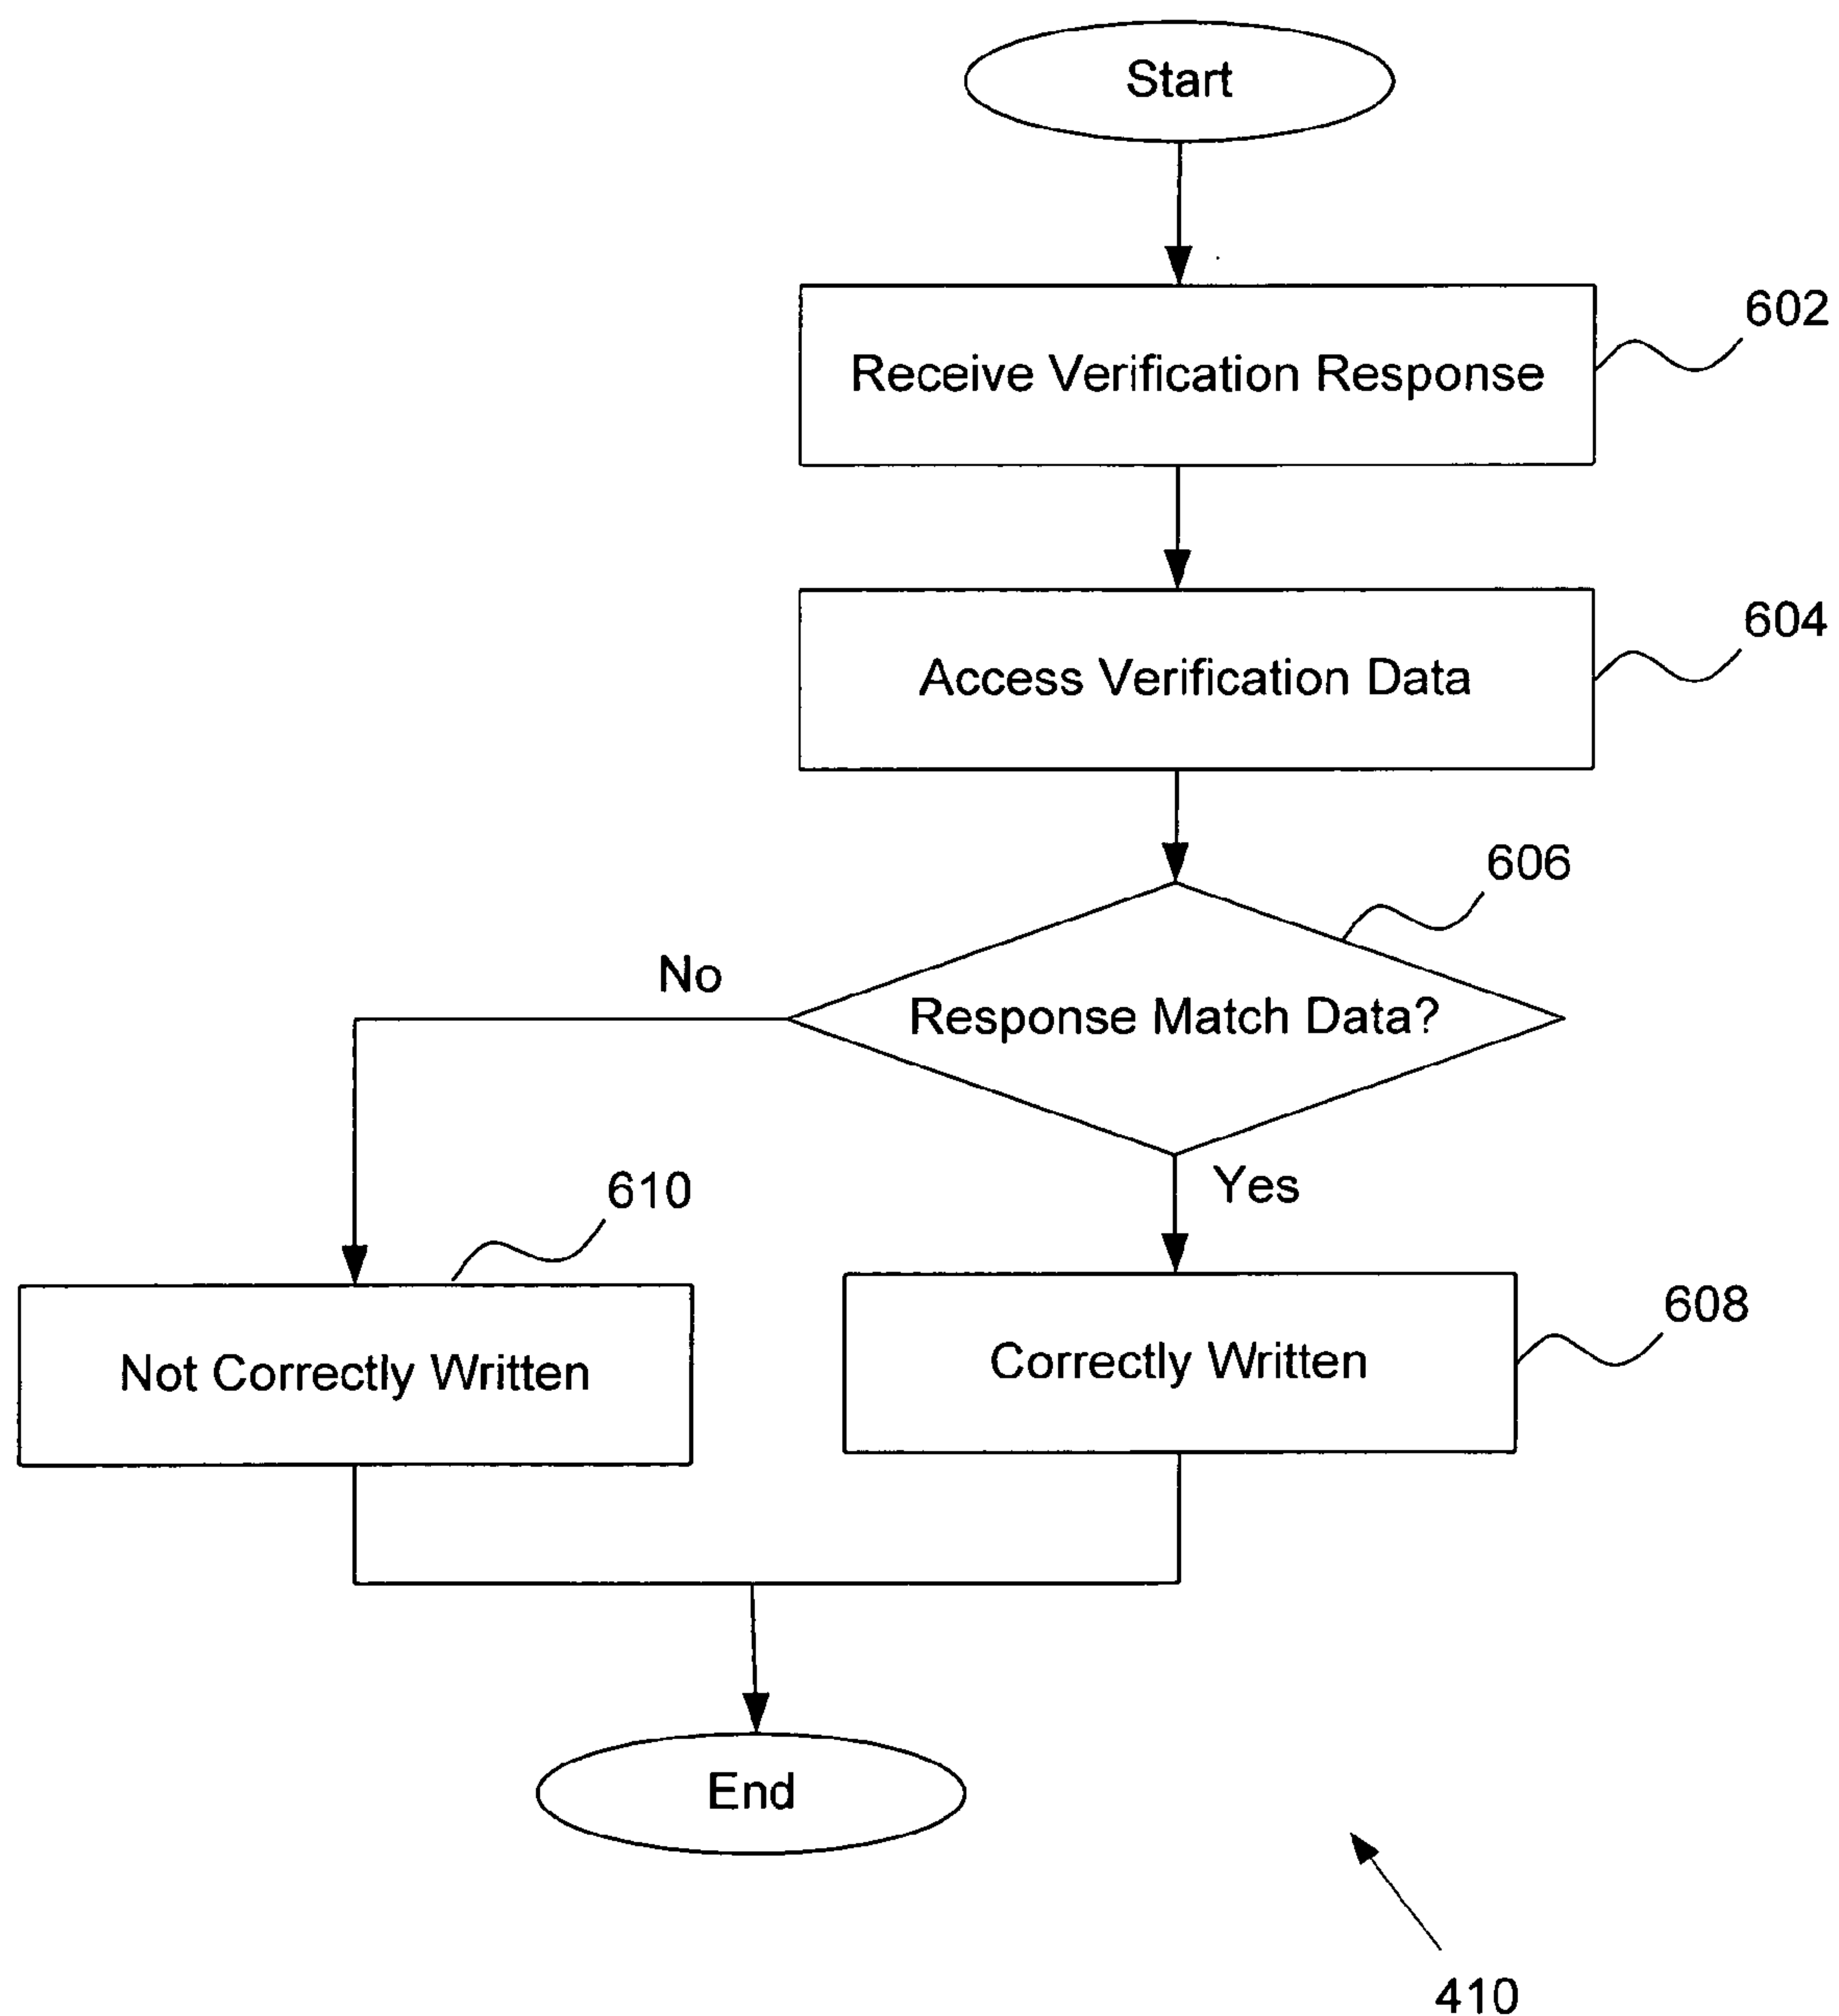 Start
602
Receive Verification Response
604
Access Verification Data
606
No
Response Match Data?
Yes
610
608
Not Correctly Written
Correctly Written
End
410